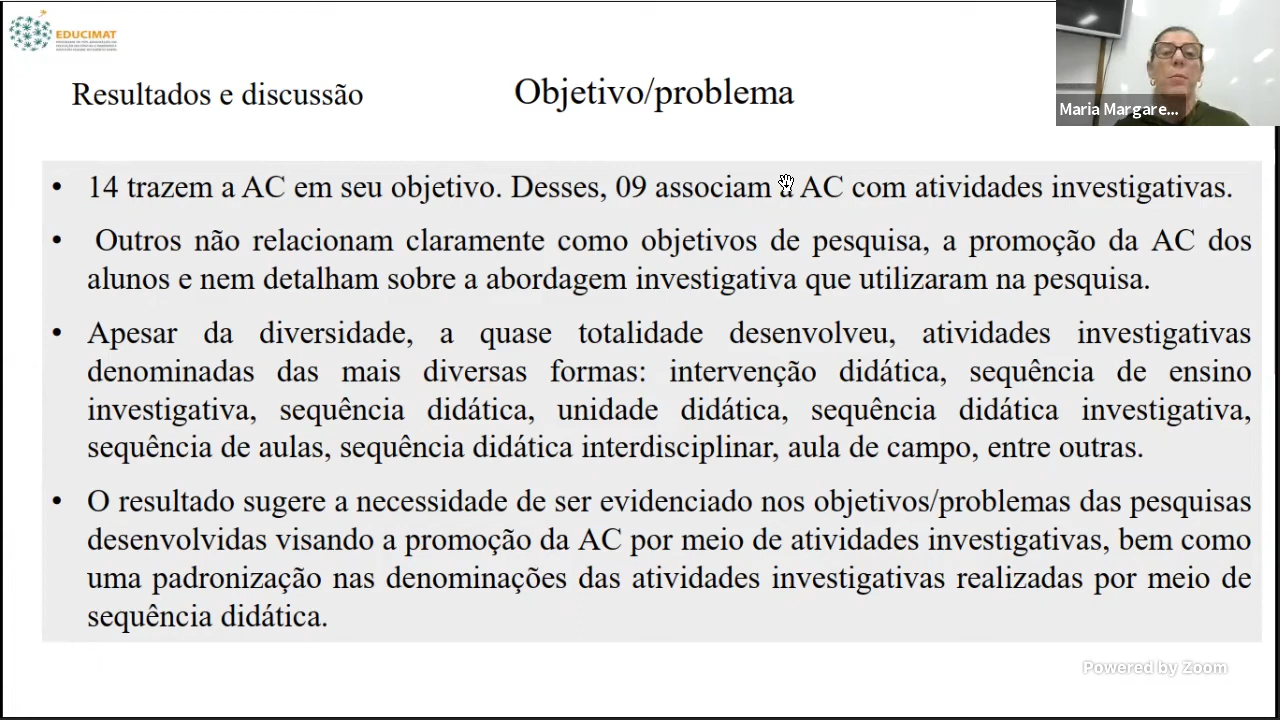 EDUCIMAT
Resultados e discussão
Objetivo/problema
Maria Margare...
• 14 trazem a AC em seu objetivo. Desses, 09 associam a AC com atividades investigativas.
• Outros não relacionam claramente como objetivos de pesquisa, a promoção da AC dos
alunos e nem detalham sobre a abordagem investigativa que utilizaram na pesquisa.
• Apesar da diversidade, a quase totalidade desenvolveu, atividades investigativas
denominadas das mais diversas formas: intervenção didática, sequência de ensino
investigativa, sequência didática, unidade didática, sequência didática investigativa,
sequência de aulas, sequência didática interdisciplinar, aula de campo, entre outras.
• O resultado sugere a necessidade de ser evidenciado nos objetivos/problemas das pesquisas
desenvolvidas visando a promoção da AC por meio de atividades investigativas, bem como
uma padronização nas denominações das atividades investigativas realizadas por meio de
sequência didática.
Powered by Zoom